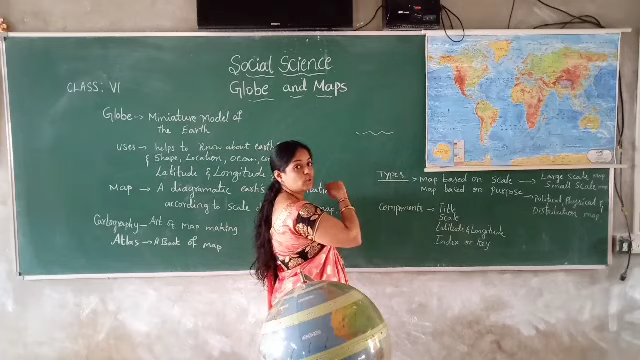 Social Science
CLASS: VI
Globe and Maps
Globe → Miniature model of
the Earth
uses → helps to know about earth
& Shape, Location, ocean,
Latitude & Longitude
Map → A diagramatic earth's
according to Scale map
Cartography → Art of map making
Atlas → A Book of map
Types → Map based on Scale → Large Scale map
→ Small Scale map
Map based on purpose → Political, Physical &
Distribution map
Components → Title
Scale
Latitude & Longitude
Index or Key